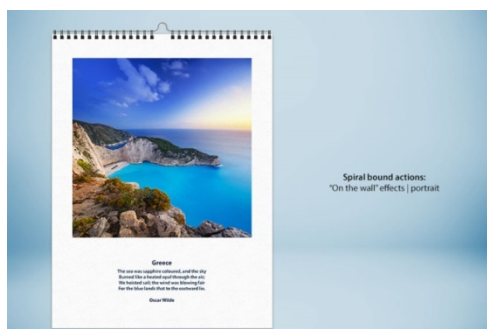 Greece
The sea was sapphire coloured, and the sky
Burned like a heated opal through the air,
We hoisted sail; the wind was blowing fair
For the blue lands that to the eastward lie.
Oscar Wilde
Spiral bound actions:
"On the wall" effects | portrait